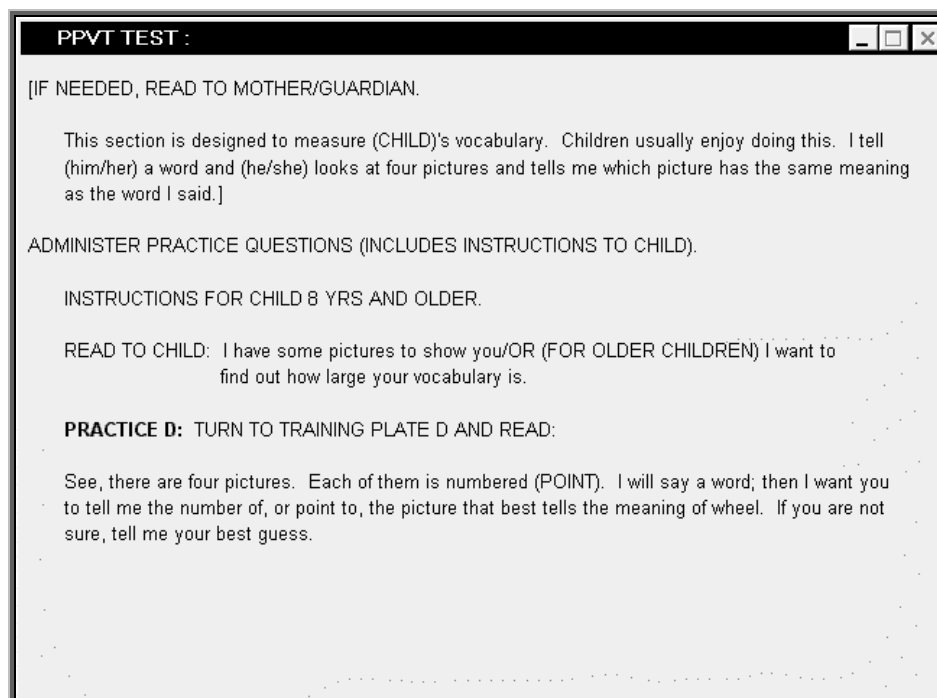 PPVT TEST :
[IF NEEDED, READ TO MOTHER/GUARDIAN.
This section is designed to measure (CHILD)'s vocabulary.  Children usually enjoy doing this.  I tell
(him/her) a word and (he/she) looks at four pictures and tells me which picture has the same meaning
as the word I said.]
ADMINISTER PRACTICE QUESTIONS (INCLUDES INSTRUCTIONS TO CHILD).
INSTRUCTIONS FOR CHILD 8 YRS AND OLDER.
READ TO CHILD:  I have some pictures to show you/OR (FOR OLDER CHILDREN) I want to
find out how large your vocabulary is.
PRACTICE D:  TURN TO TRAINING PLATE D AND READ:
See, there are four pictures.  Each of them is numbered (POINT).  I will say a word; then I want you
to tell me the number of, or point to, the picture that best tells the meaning of wheel.  If you are not
sure, tell me your best guess.